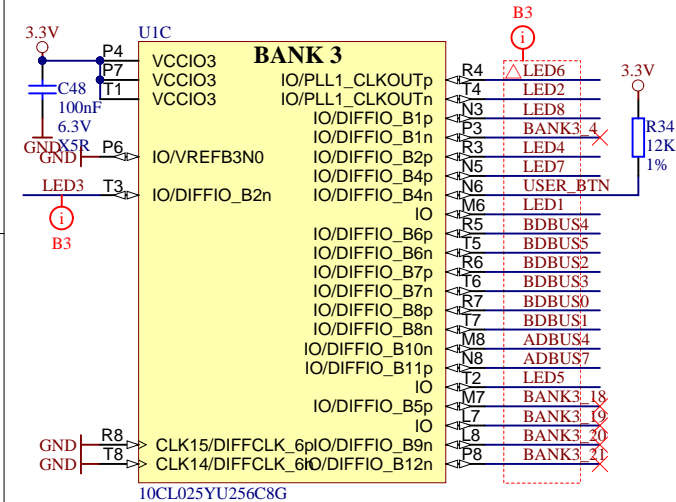 B3
3.3V
U1C
BANK 3
P4 VCCIO3
P7 VCCIO3
T1 VCCIO3
C48
100nF
6.3V
X5R
GND
GND P6 IO/VREFB3N0
LED3 T3 IO/DIFFIO_B2n
i
B3
GND R8 CLK15/DIFFCLK_6p
GND T8 CLK14/DIFFCLK_6n
i
IO/PLL1_CLKOUTp R4 LED6
IO/PLL1_CLKOUTn T4 LED2
IO/DIFFIO_B1p N3 LED8
IO/DIFFIO_B1n P3 BANK3_4
IO/DIFFIO_B2p R3 LED4
IO/DIFFIO_B4p N5 LED7
IO/DIFFIO_B4n N6 USER_BTN
IO M6 LED1
IO/DIFFIO_B6p R5 BDBUS4
IO/DIFFIO_B6n T5 BDBUS5
IO/DIFFIO_B7p R6 BDBUS2
IO/DIFFIO_B7n T6 BDBUS3
IO/DIFFIO_B8p R7 BDBUS0
IO/DIFFIO_B8n T7 BDBUS1
IO/DIFFIO_B10n M8 ADBUS4
IO/DIFFIO_B11p N8 ADBUS7
IO T2 LED5
IO/DIFFIO_B5p M7 BANK3_18
IO L7 BANK3_19
IO/DIFFIO_B9n L8 BANK3_20
IO/DIFFIO_B12n P8 BANK3_21
3.3V
R34
12K
1%
10CL025YU256C8G